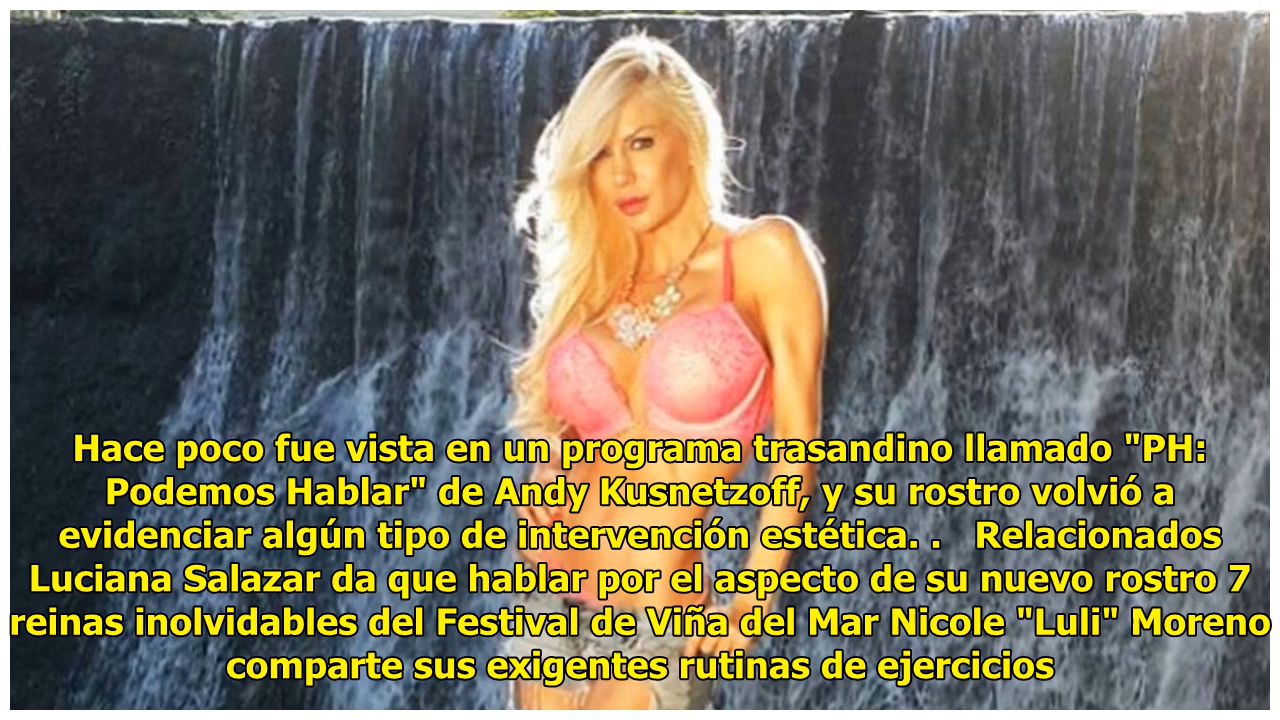 Hace poco fue vista en un programa trasandino llamado "PH:
Podemos Hablar" de Andy Kusnetzoff, y su rostro volvió a
evidenciar algún tipo de intervención estética. .   Relacionados
Luciana Salazar da que hablar por el aspecto de su nuevo rostro 7
reinas inolvidables del Festival de Viña del Mar Nicole "Luli" Moreno
comparte sus exigentes rutinas de ejercicios